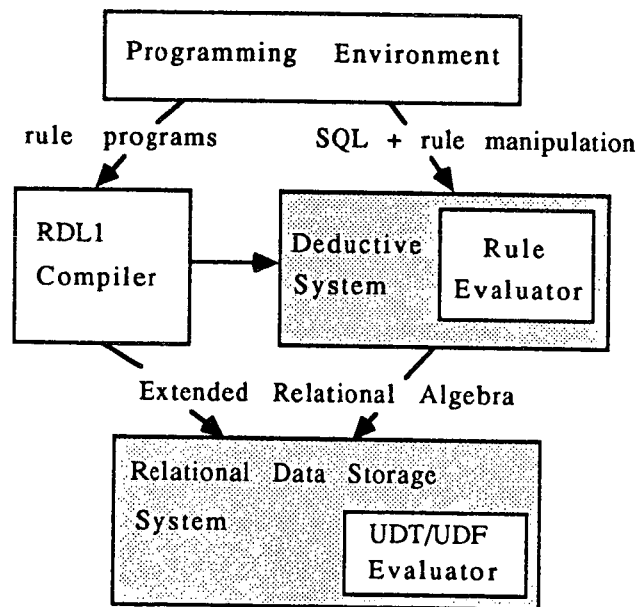 Programming Environment
rule programs
SQL + rule manipulation
RDL1
Compiler
Deductive
System
Rule
Evaluator
Extended Relational Algebra
Relational Data Storage
System
UDT/UDF
Evaluator